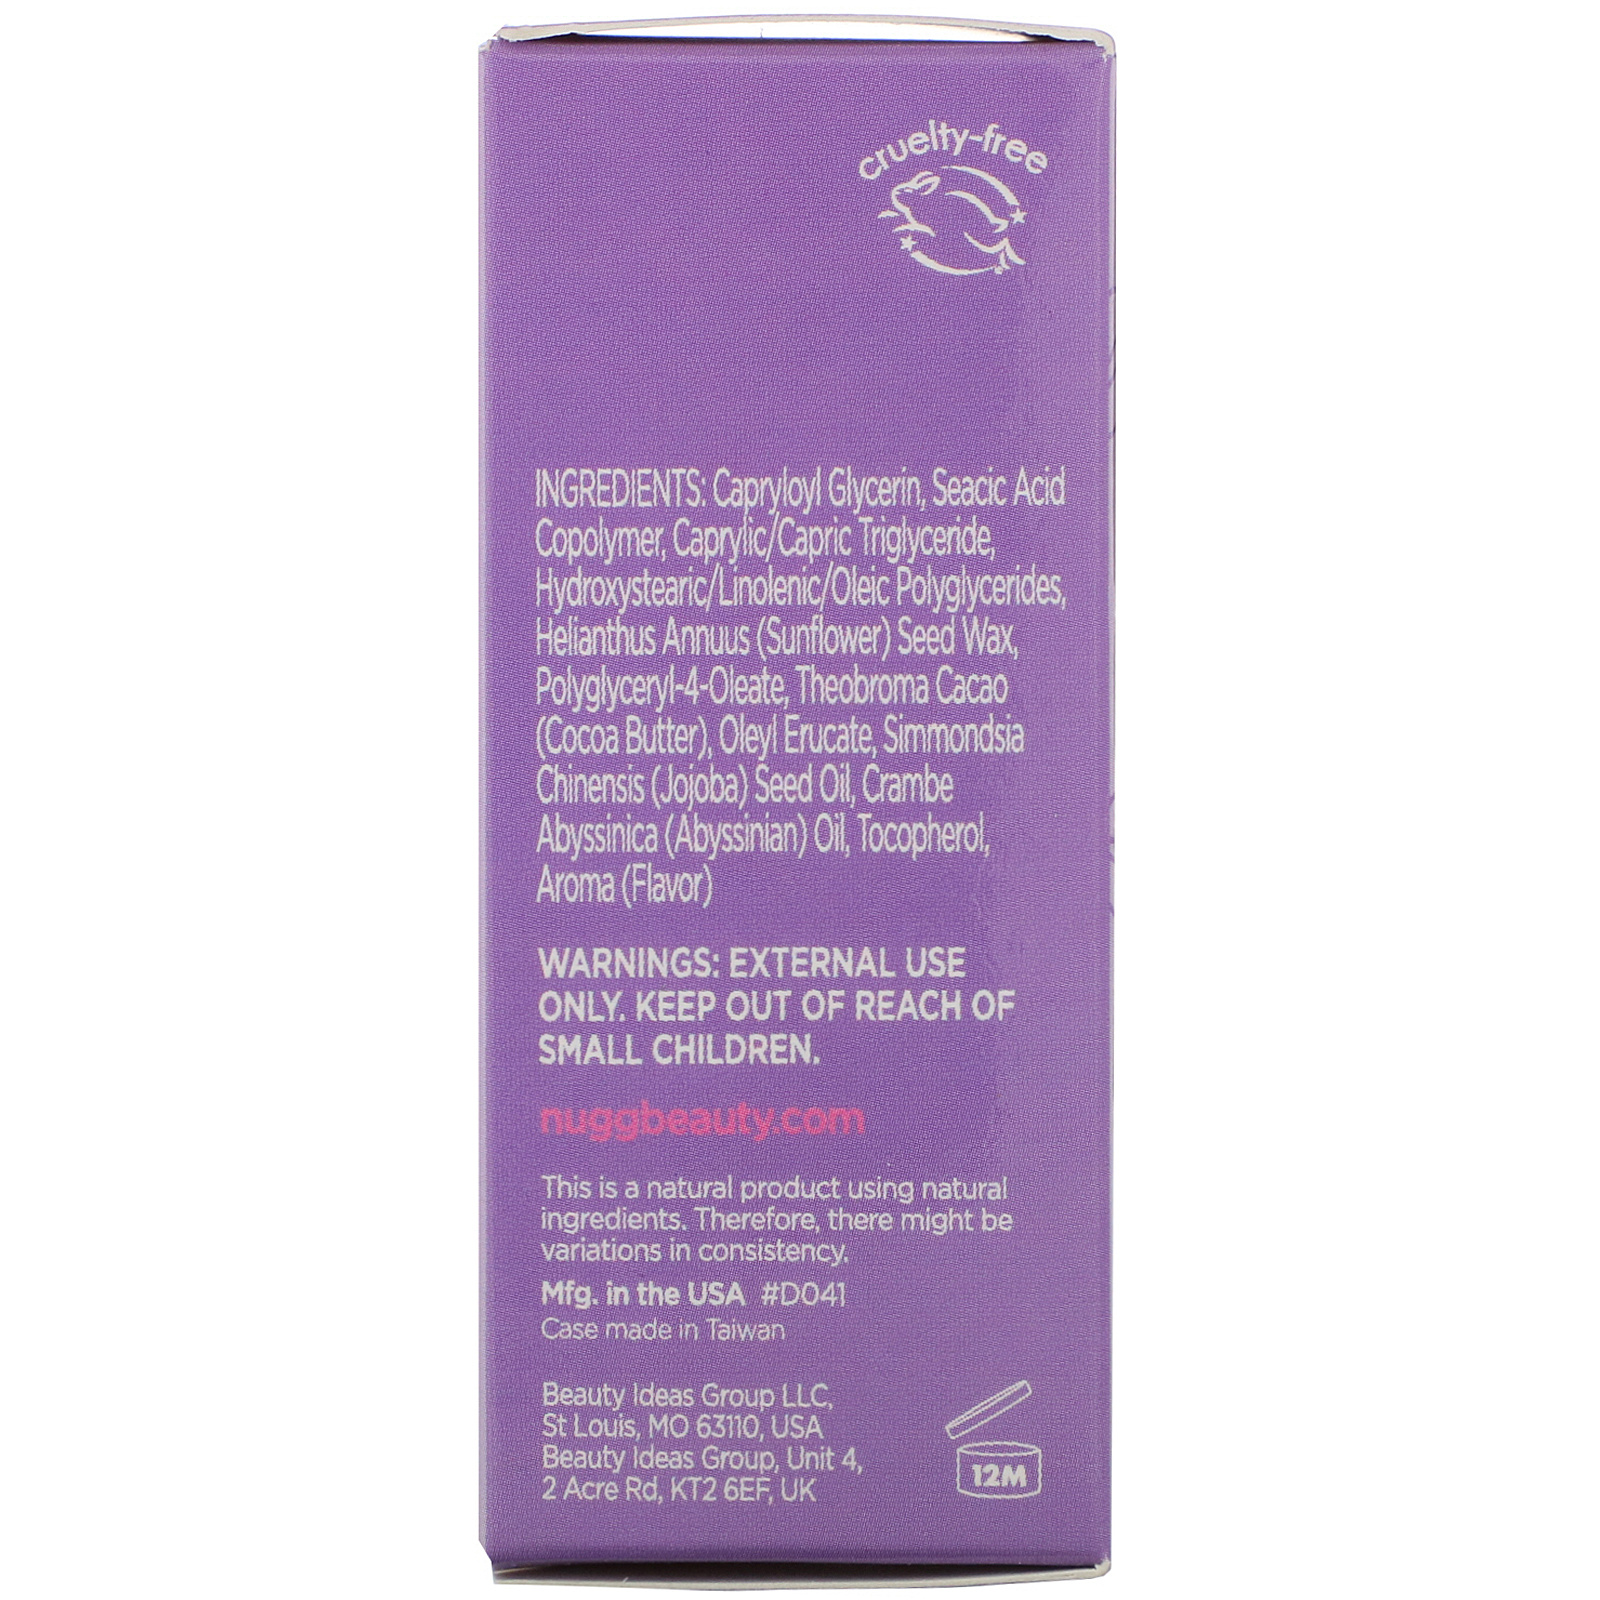 cruelty-free
INGREDIENTS: Capryloyl Glycerin, Seacic Acid
Copolymer, Caprylic/Capric Triglyceride,
Hydroxystearic/Linolenic/Oleic Polyglycerides,
Helianthus Annuus (Sunflower) Seed Wax,
Polyglyceryl-4-Oleate, Theobroma Cacao
(Cocoa Butter), Oleyl Erucate, Simmondsia
Chinensis (Jojoba) Seed Oil, Crambe
Abyssinica (Abyssinian) Oil, Tocopherol,
Aroma (Flavor)
WARNINGS: EXTERNAL USE
ONLY. KEEP OUT OF REACH OF
SMALL CHILDREN.
nuggbeauty.com
This is a natural product using natural
ingredients. Therefore, there might be
variations in consistency.
Mfg. in the USA #D041
Case made in Taiwan
Beauty Ideas Group LLC,
St Louis, MO 63110, USA
Beauty Ideas Group, Unit 4,
2 Acre Rd, KT2 6EF, UK
12M